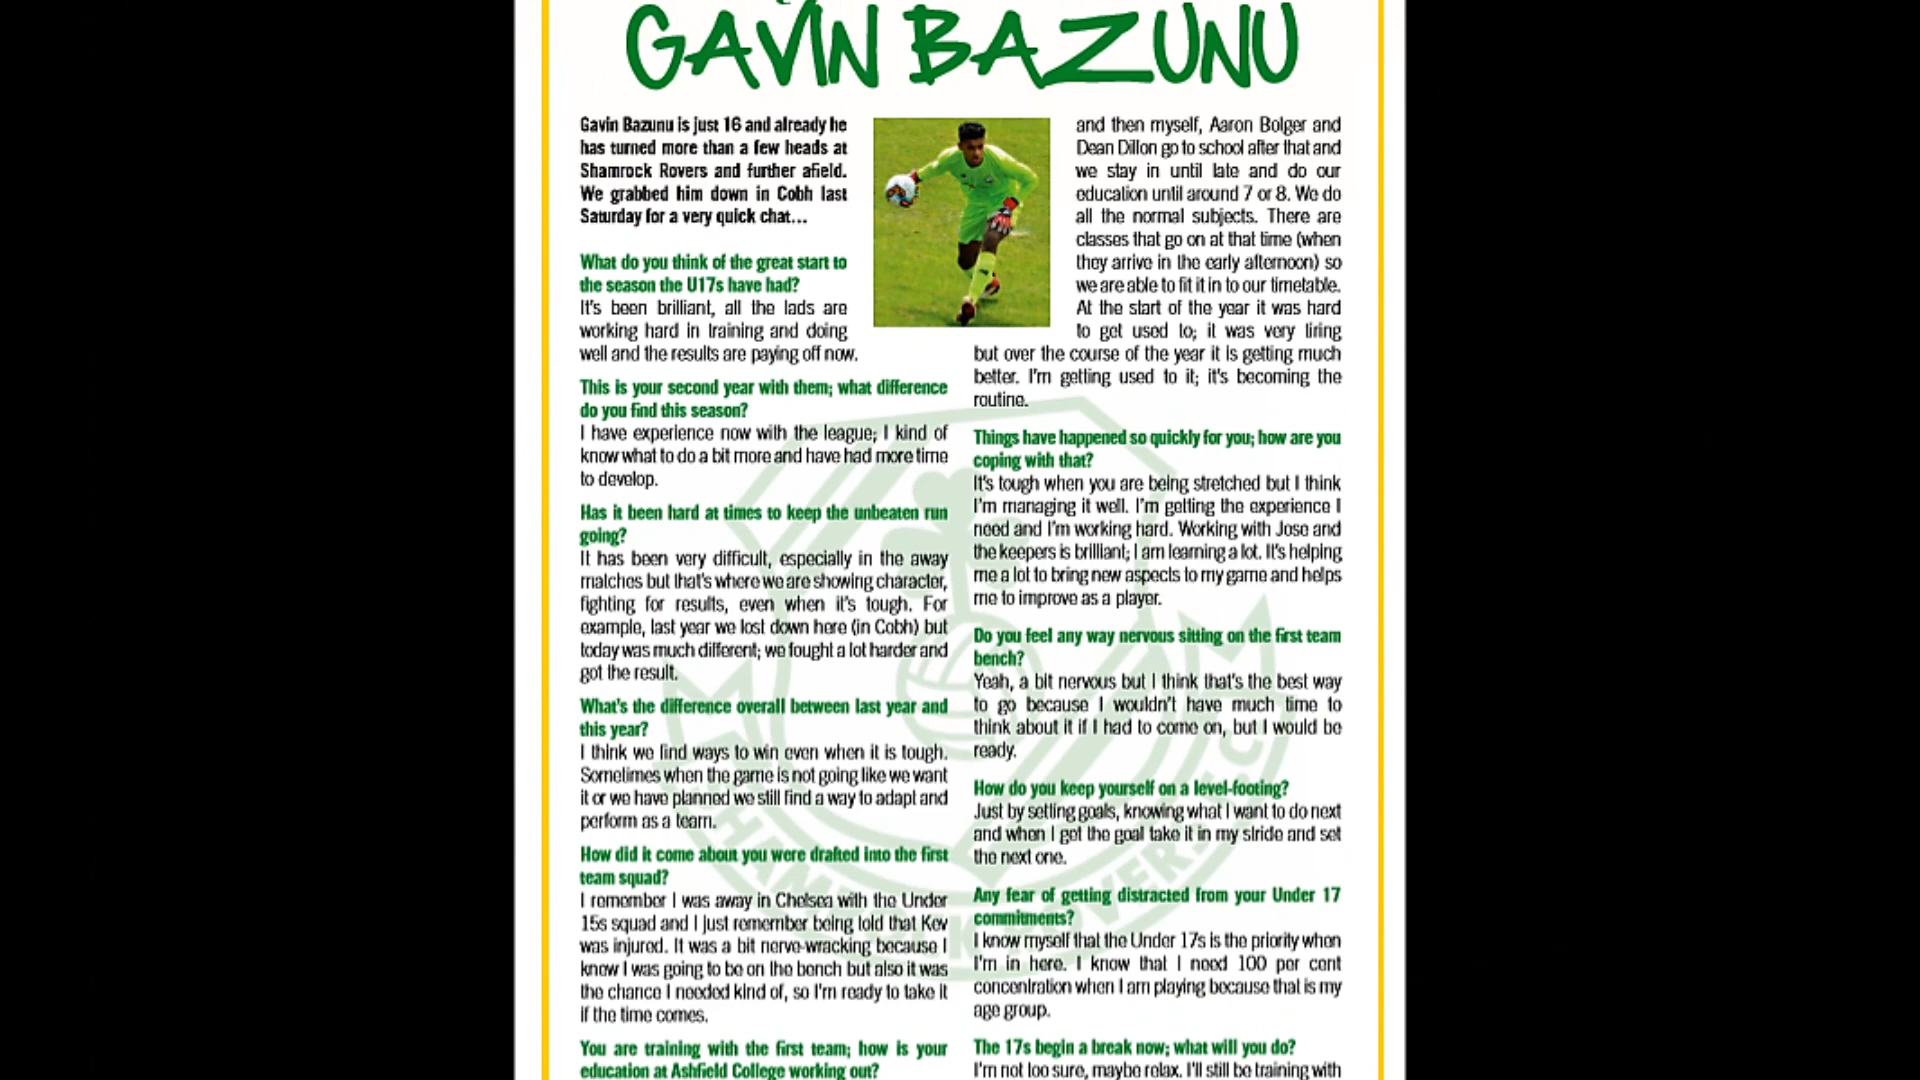 GAVIN BAZUNU
Gavin Bazunu is just 16 and already he
has turned more than a few heads at
Shamrock Rovers and further afield.
We grabbed him down in Cobh last
Saturday for a very quick chat...
What do you think of the great start to
the season the U17s have had?
It's been brilliant, all the lads are
working hard in training and doing
well and the results are paying off now.
This is your second year with them; what difference
do you find this season?
I have experience now with the league; I kind of
know what to do a bit more and have had more time
to develop.
Has it been hard at times to keep the unbeaten run
going?
It has been very difficult, especially in the away
matches but that's where we are showing character,
fighting for results, even when it's tough. For
example, last year we lost down here (in Cobh) but
today was much different; we fought a lot harder and
got the result.
What's the difference overall between last year and
this year?
I think we find ways to win even when it is tough.
Sometimes when the game is not going like we want
it or we have planned we still find a way to adapt and
perform as a team.
How did it come about you were drafted into the first
team squad?
I remember I was away in Chelsea with the Under
15s squad and I just remember being told that Kev
was injured. It was a bit nerve-wracking because I
knew I was going to be on the bench but also it was
the chance I needed kind of, so I'm ready to take it
if the time comes.
You are training with the first team; how is your
education at Ashfield College working out?
and then myself, Aaron Bolger and
Dean Dillon go to school after that and
we stay in until late and do our
education until around 7 or 8. We do
all the normal subjects. There are
classes that go on at that time (when
they arrive in the early afternoon) so
we are able to fit it in to our timetable.
At the start of the year it was hard
to get used to; it was very tiring
but over the course of the year it is getting much
better. I'm getting used to it; it's becoming the
routine.
Things have happened so quickly for you; how are you
coping with that?
It's tough when you are being stretched but I think
I'm managing it well. I'm getting the experience I
need and I'm working hard. Working with Jose and
the keepers is brilliant; I am learning a lot. It's helping
me a lot to bring new aspects to my game and helps
me to improve as a player.
Do you feel any way nervous sitting on the first team
bench?
Yeah, a bit nervous but I think that's the best way
to go because I wouldn't have much time to
think about it if I had to come on, but I would be
ready.
How do you keep yourself on a level-footing?
Just by setting goals, knowing what I want to do next
and when I get the goal take it in my stride and set
the next one.
Any fear of getting distracted from your Under 17
commitments?
I know myself that the Under 17s is the priority when
I'm in here. I know that I need 100 per cent
concentration when I am playing because that is my
age group.
The 17s begin a break now; what will you do?
I'm not too sure, maybe relax. I'll still be training with
SHAMROCK ROVERS F.C.